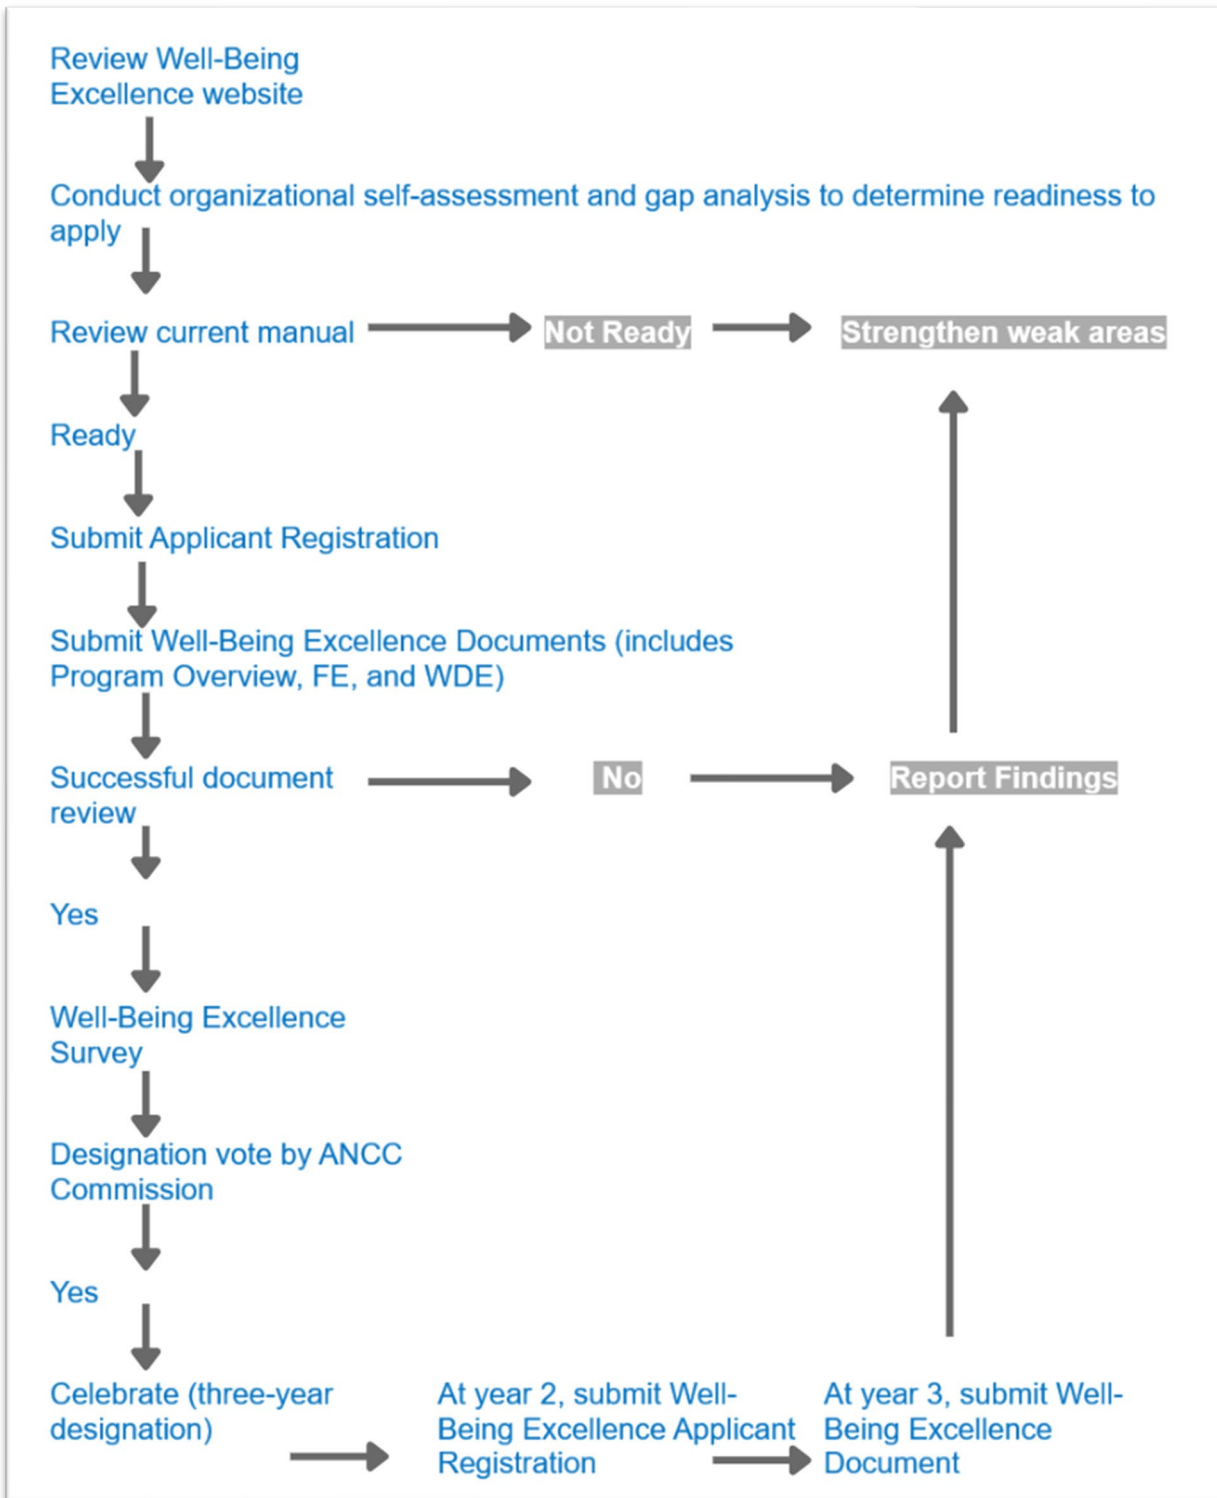 Review Well-Being
Excellence website
Conduct organizational self-assessment and gap analysis to determine readiness to
apply
Review current manual
Not Ready
Strengthen weak areas
Ready
Submit Applicant Registration
Submit Well-Being Excellence Documents (includes
Program Overview, FE, and WDE)
Successful document
review
No
Report Findings
Yes
Well-Being Excellence
Survey
Designation vote by ANCC
Commission
Yes
Celebrate (three-year
designation)
At year 2, submit Well-
Being Excellence Applicant
Registration
At year 3, submit Well-
Being Excellence
Document